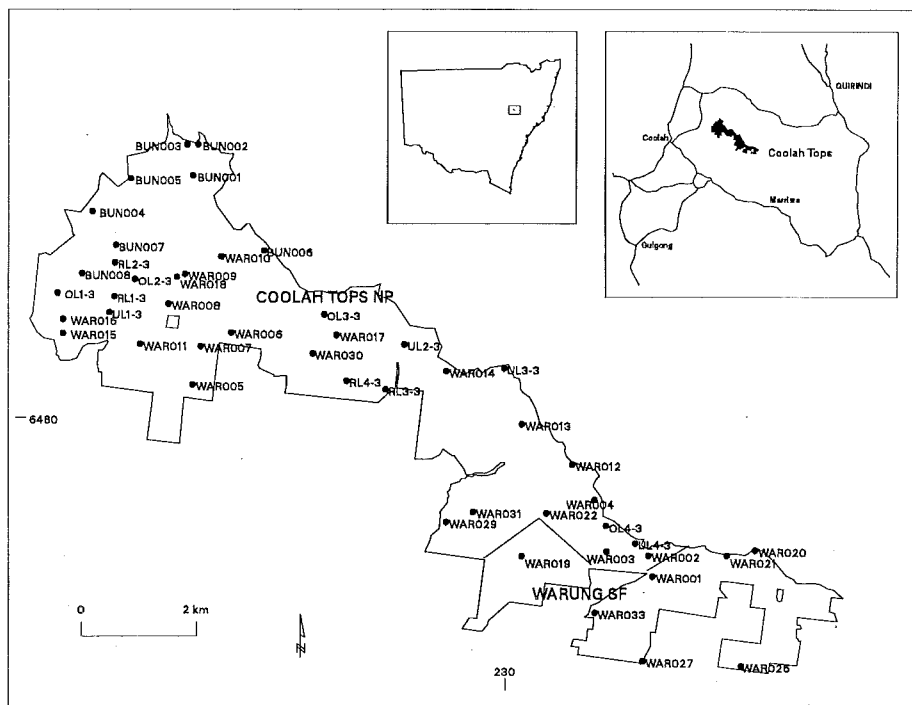 QUIRINDI
Coolah
Coolah Tops
Merriwa
Gulgong
BUN003
BUN002
BUN005
BUN001
BUN004
BUN007
WAR010
BUN006
RL2-3
BUN008
OL2-3
WAR009
WAR018
OL1-3
RL1-3
WAR008
COOLAH TOPS NP
UL1-3
OL3-3
WAR016
WAR015
WAR006
WAR017
WAR011
WAR007
WAR030
UL2-3
WAR005
RL4-3
RL3-3
WAR014
UL3-3
6480
WAR013
WAR012
WAR004
WAR031
WAR022
WAR029
OL4-3
UL4-3
WAR019
WAR003
WAR002
WAR020
WAR021
WAR001
WARUNG SF
WAR033
0
2 km
N
WAR027
WAR026
230